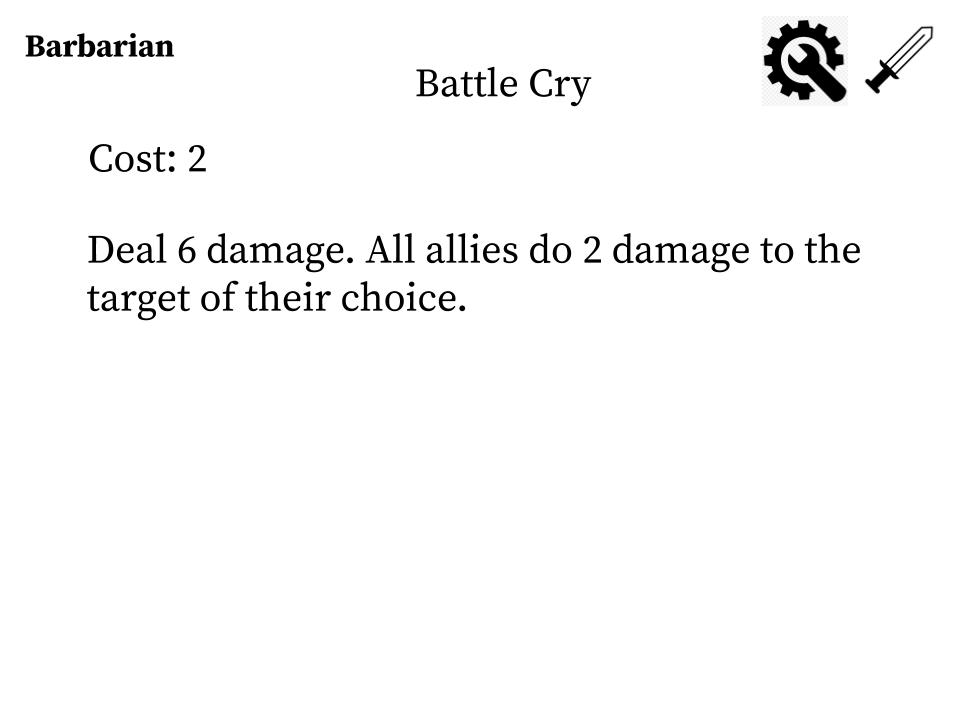 Barbarian
Battle Cry
Cost: 2
Deal 6 damage. All allies do 2 damage to the
target of their choice.